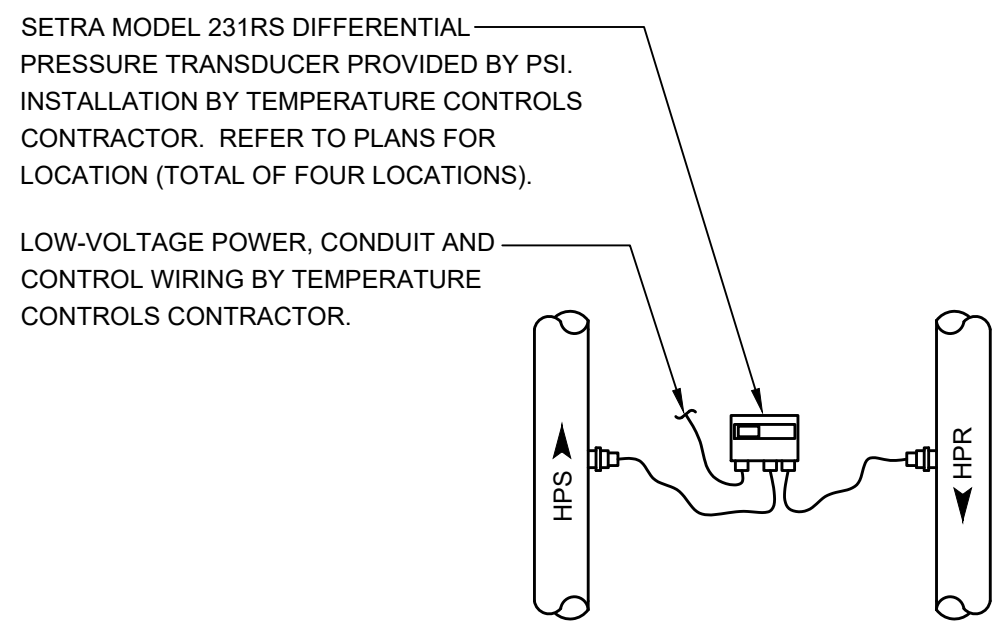 SETRA MODEL 231RS DIFFERENTIAL
PRESSURE TRANSDUCER PROVIDED BY PSI.
INSTALLATION BY TEMPERATURE CONTROLS
CONTRACTOR.  REFER TO PLANS FOR
LOCATION (TOTAL OF FOUR LOCATIONS).
LOW-VOLTAGE POWER, CONDUIT AND
CONTROL WIRING BY TEMPERATURE
CONTROLS CONTRACTOR.
HPS
HPR